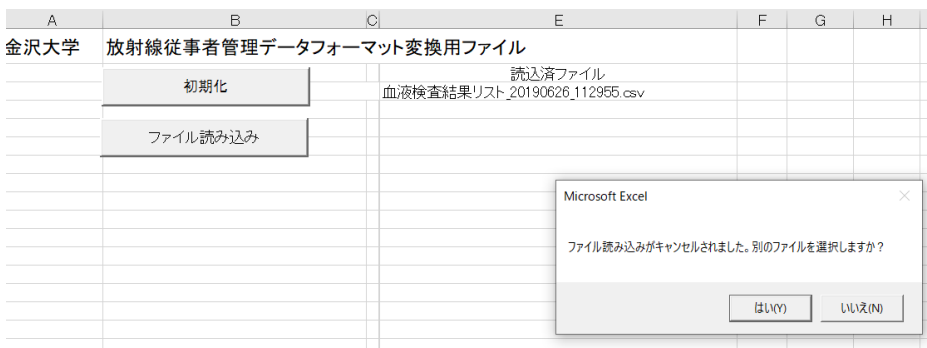 A B C E F G H
金沢大学 放射線従事者管理データフォーマット変換用ファイル
初期化
読込済ファイル
血液検査結果リスト_20190626_112955.csv
ファイル読み込み
Microsoft Excel
ファイル読み込みがキャンセルされました。別のファイルを選択しますか？
はい(Y) いいえ(N)